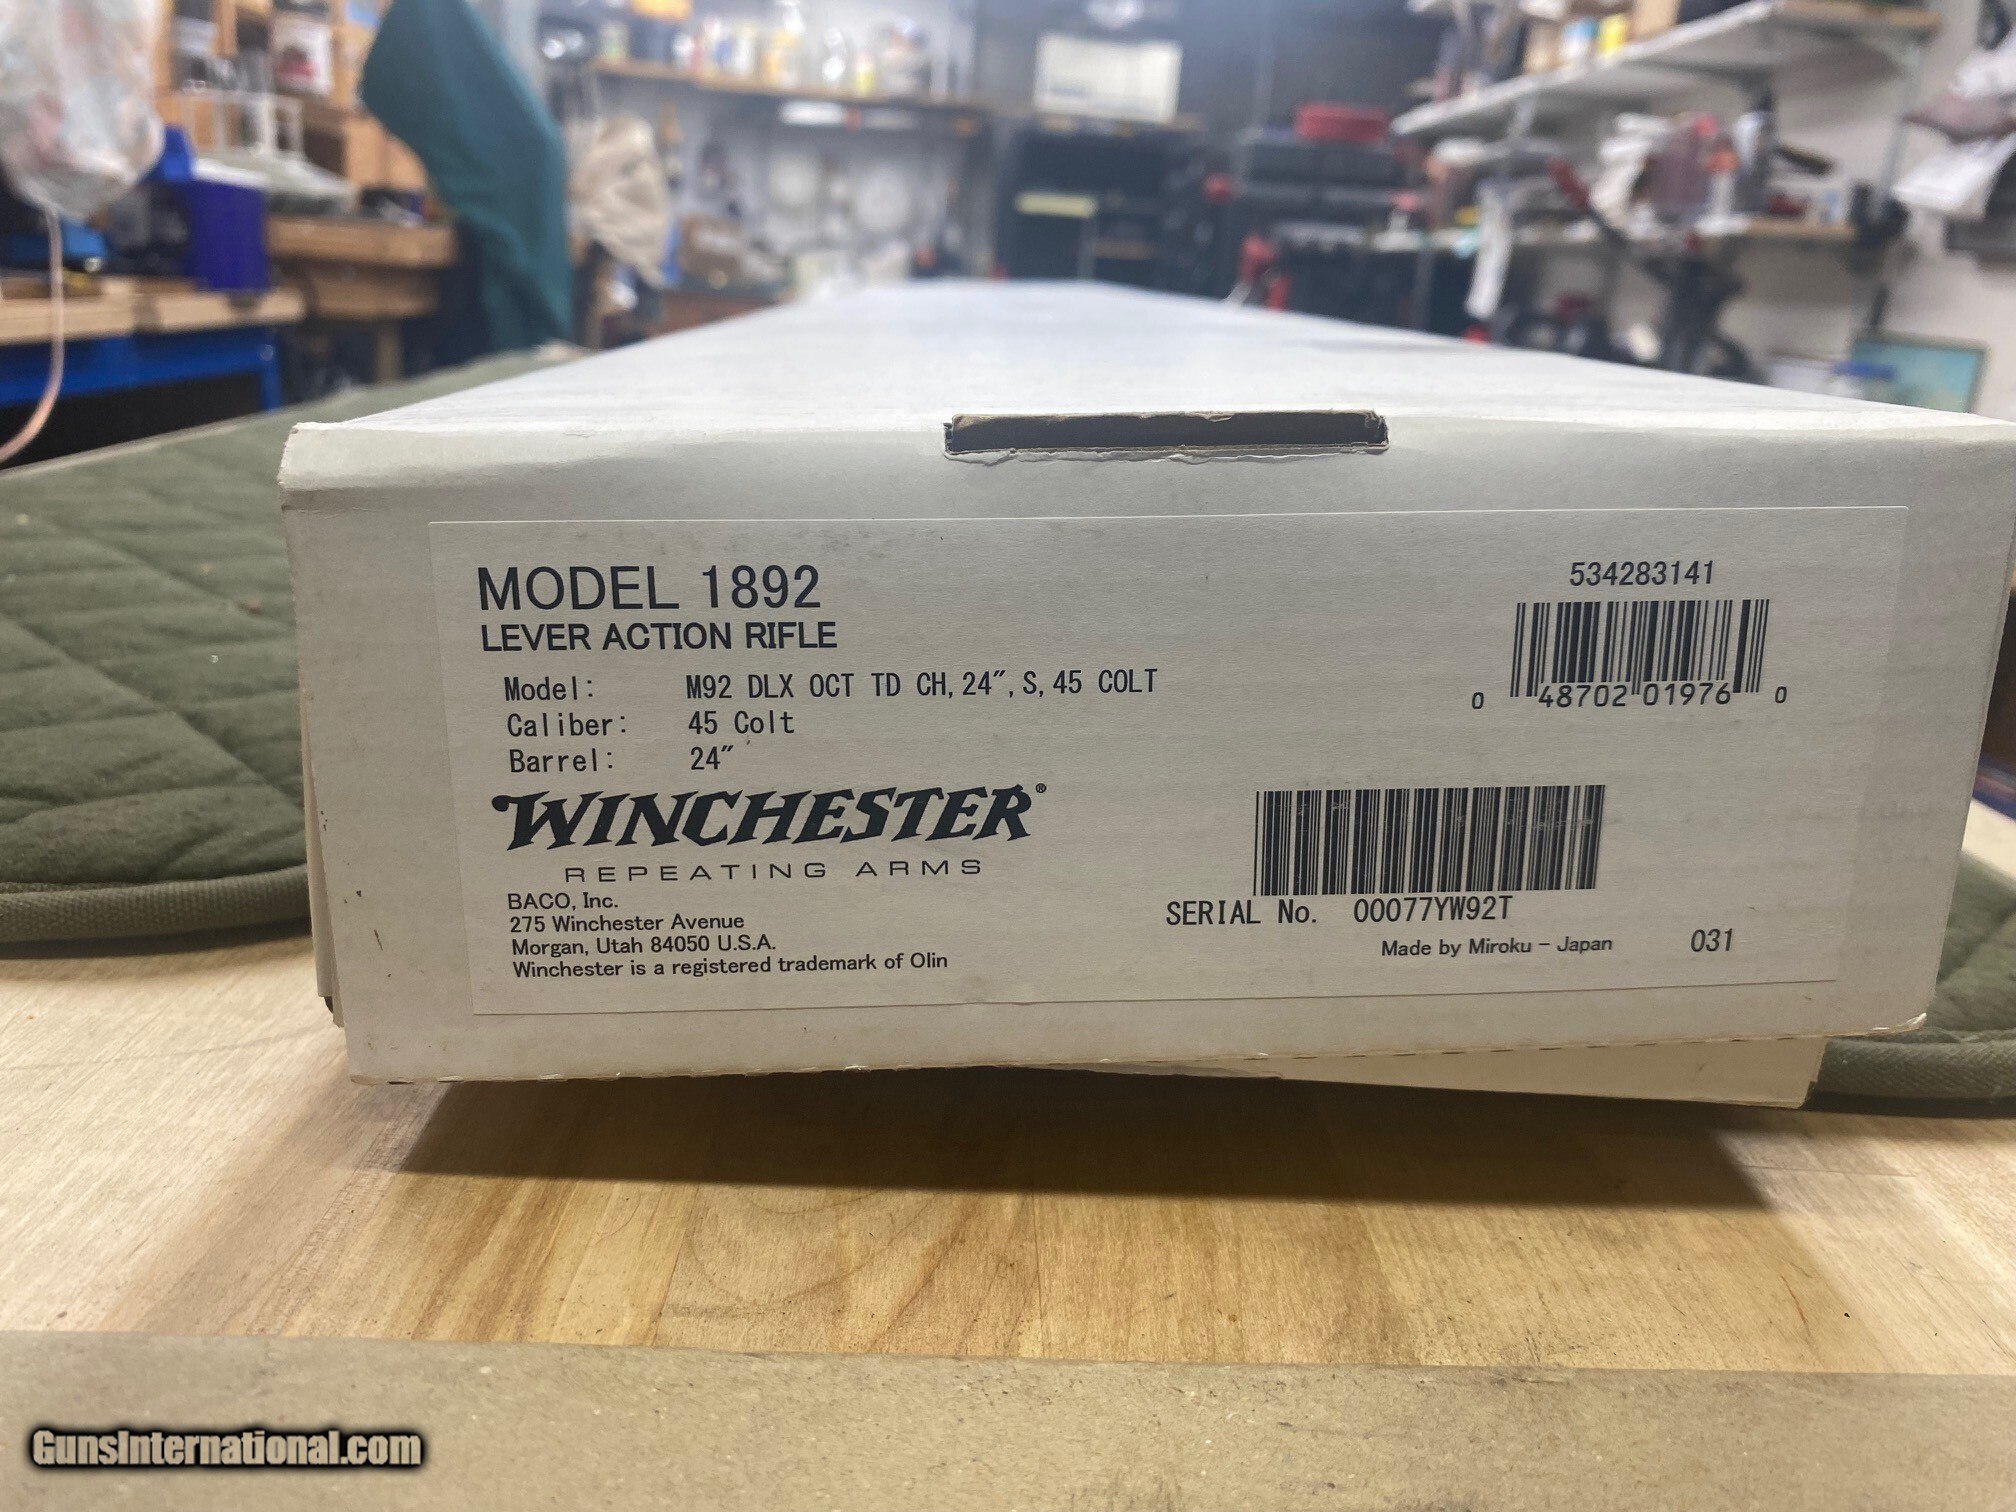 MODEL 1892
LEVER ACTION RIFLE
Model: M92 DLX OCT TD CH, 24", S, 45 COLT
Caliber: 45 Colt
Barrel: 24"
WINCHESTER®
REPEATING ARMS
BACO, Inc.
275 Winchester Avenue
Morgan, Utah 84050 U.S.A.
Winchester is a registered trademark of Olin
534283141
0 48702 01976 0
SERIAL No. 00077YW92T
Made by Miroku - Japan 031
GunsInternational.com